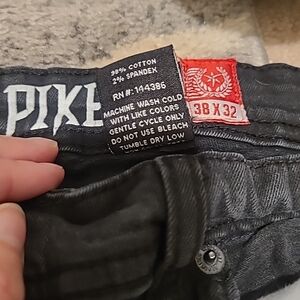 PIKE
98% COTTON
2% SPANDEX
RN#: 144386
MACHINE WASH COLD
WITH LIKE COLORS
GENTLE CYCLE ONLY
DO NOT USE BLEACH
TUMBLE DRY LOW
38 X 32